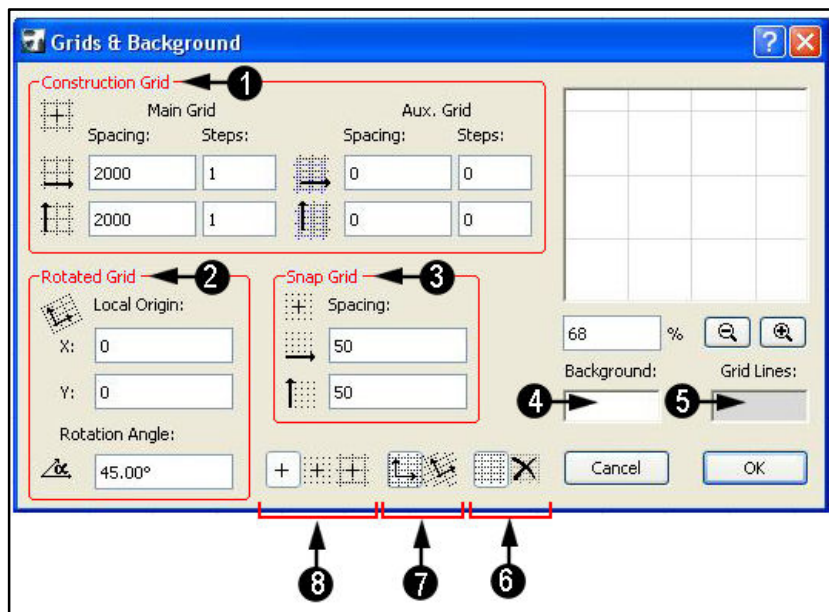 Grids & Background
Construction Grid
1
Main Grid
Aux. Grid
Spacing:
Steps:
Spacing:
Steps:
2000
1
0
0
2000
1
0
0
Rotated Grid
2
Local Origin:
X:
0
Y:
0
Rotation Angle:
α
45.00°
Snap Grid
3
Spacing:
50
50
68
%
Background:
Grid Lines:
4
5
Cancel
OK
8
7
6